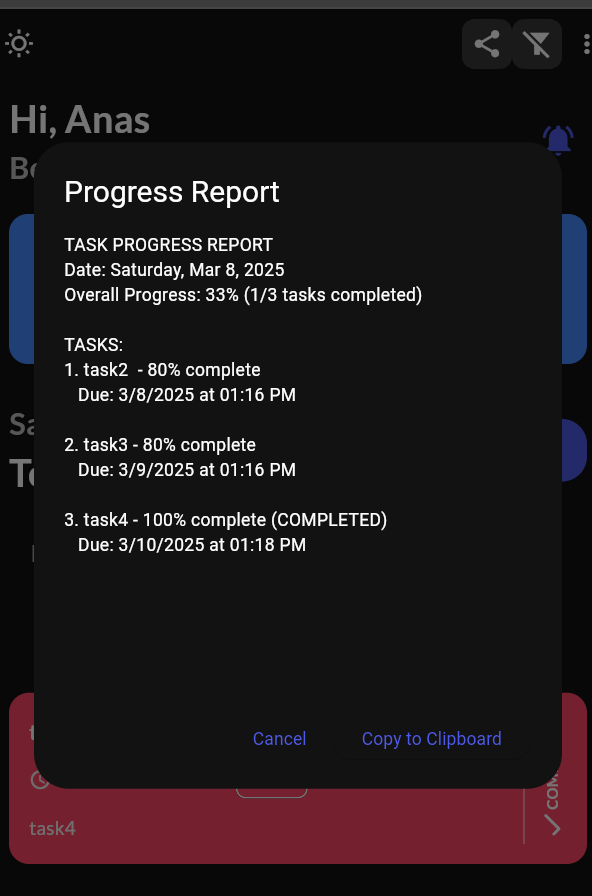 Hi, Anas
Progress Report
TASK PROGRESS REPORT
Date: Saturday, Mar 8, 2025
Overall Progress: 33% (1/3 tasks completed)
TASKS:
1. task2 - 80% complete
Due: 3/8/2025 at 01:16 PM
2. task3 - 80% complete
Due: 3/9/2025 at 01:16 PM
3. task4 - 100% complete (COMPLETED)
Due: 3/10/2025 at 01:18 PM
Cancel
Copy to Clipboard
task4